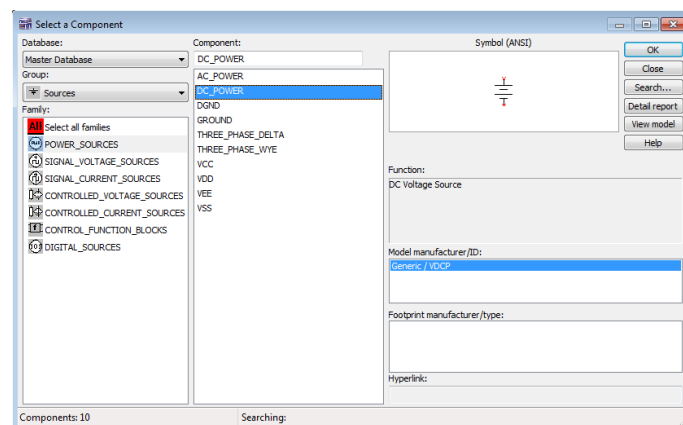 Select a Component
Database:
Master Database
Group:
Sources
Family:
All Select all families
POWER_SOURCES
SIGNAL_VOLTAGE_SOURCES
SIGNAL_CURRENT_SOURCES
CONTROLLED_VOLTAGE_SOURCES
CONTROLLED_CURRENT_SOURCES
CONTROL_FUNCTION_BLOCKS
DIGITAL_SOURCES
Component:
DC_POWER
AC_POWER
DC_POWER
DGND
GROUND
THREE_PHASE_DELTA
THREE_PHASE_WYE
VCC
VDD
VEE
VSS
Symbol (ANSI)
Function:
DC Voltage Source
Model manufacturer/ID:
Generic / VDCP
Footprint manufacturer/type:
Hyperlink:
OK
Close
Search...
Detail report
View model
Help
Components: 10
Searching: